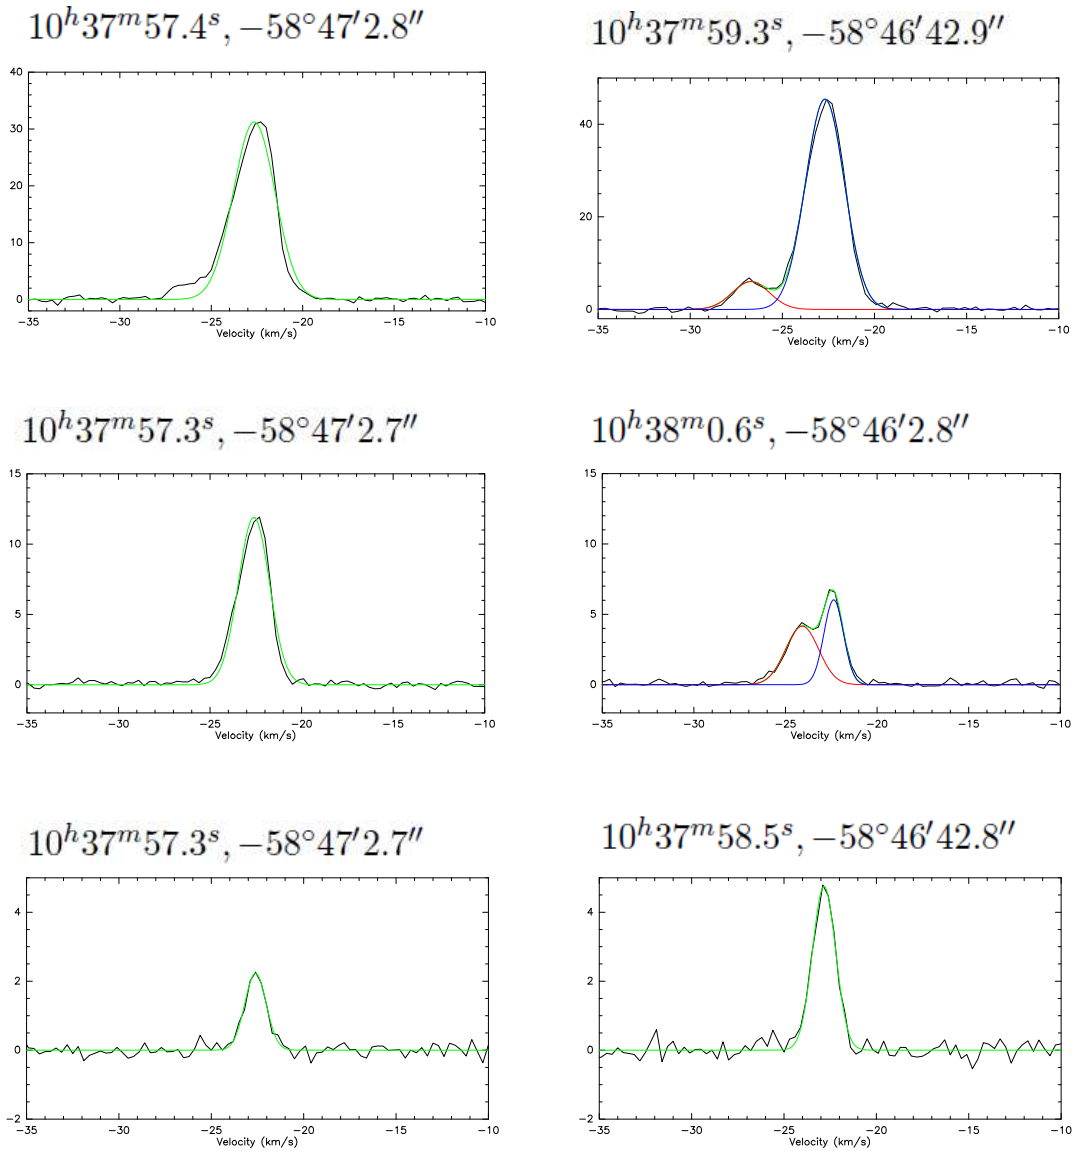 10ʰ37ᵐ57.4ˢ, −58°47′2.8″
40
30
20
10
0
−35 −30 −25 −20 −15 −10
Velocity (km/s)
10ʰ37ᵐ59.3ˢ, −58°46′42.9″
40
20
0
−35 −30 −25 −20 −15 −10
Velocity (km/s)
10ʰ37ᵐ57.3ˢ, −58°47′2.7″
15
10
5
0
−35 −30 −25 −20 −15 −10
Velocity (km/s)
10ʰ38ᵐ0.6ˢ, −58°46′2.8″
15
10
5
0
−35 −30 −25 −20 −15 −10
Velocity (km/s)
10ʰ37ᵐ57.3ˢ, −58°47′2.7″
4
2
0
−2
−35 −30 −25 −20 −15 −10
Velocity (km/s)
10ʰ37ᵐ58.5ˢ, −58°46′42.8″
4
2
0
−2
−35 −30 −25 −20 −15 −10
Velocity (km/s)